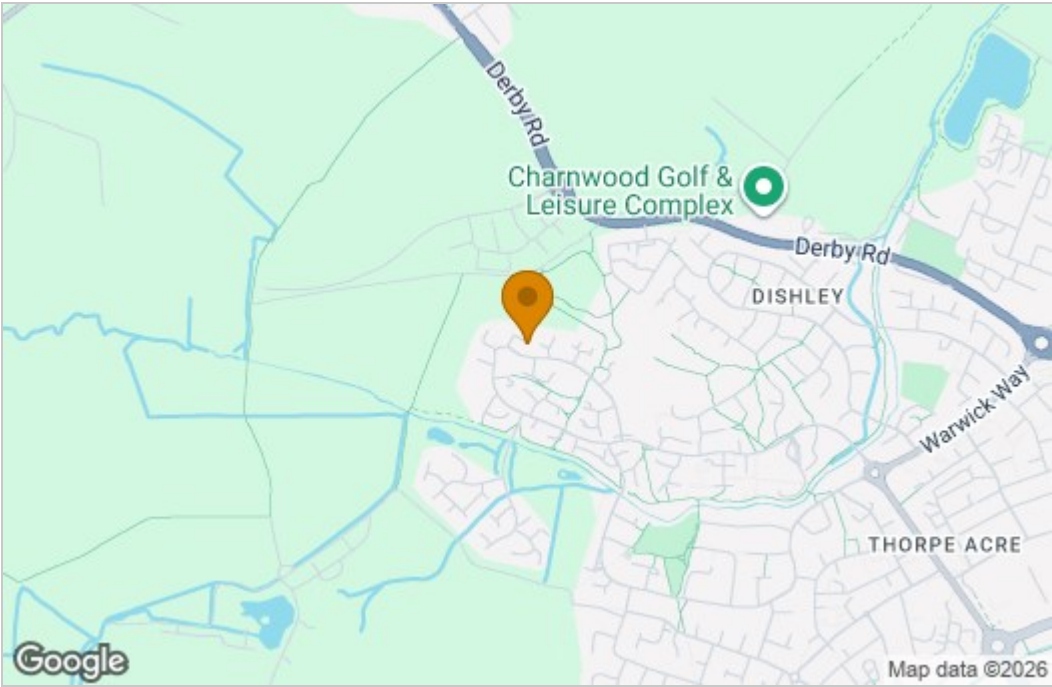 Derby Rd
Charnwood Golf &
Leisure Complex
Derby Rd
DISHLEY
Warwick Way
THORPE ACRE
Google
Map data ©2026